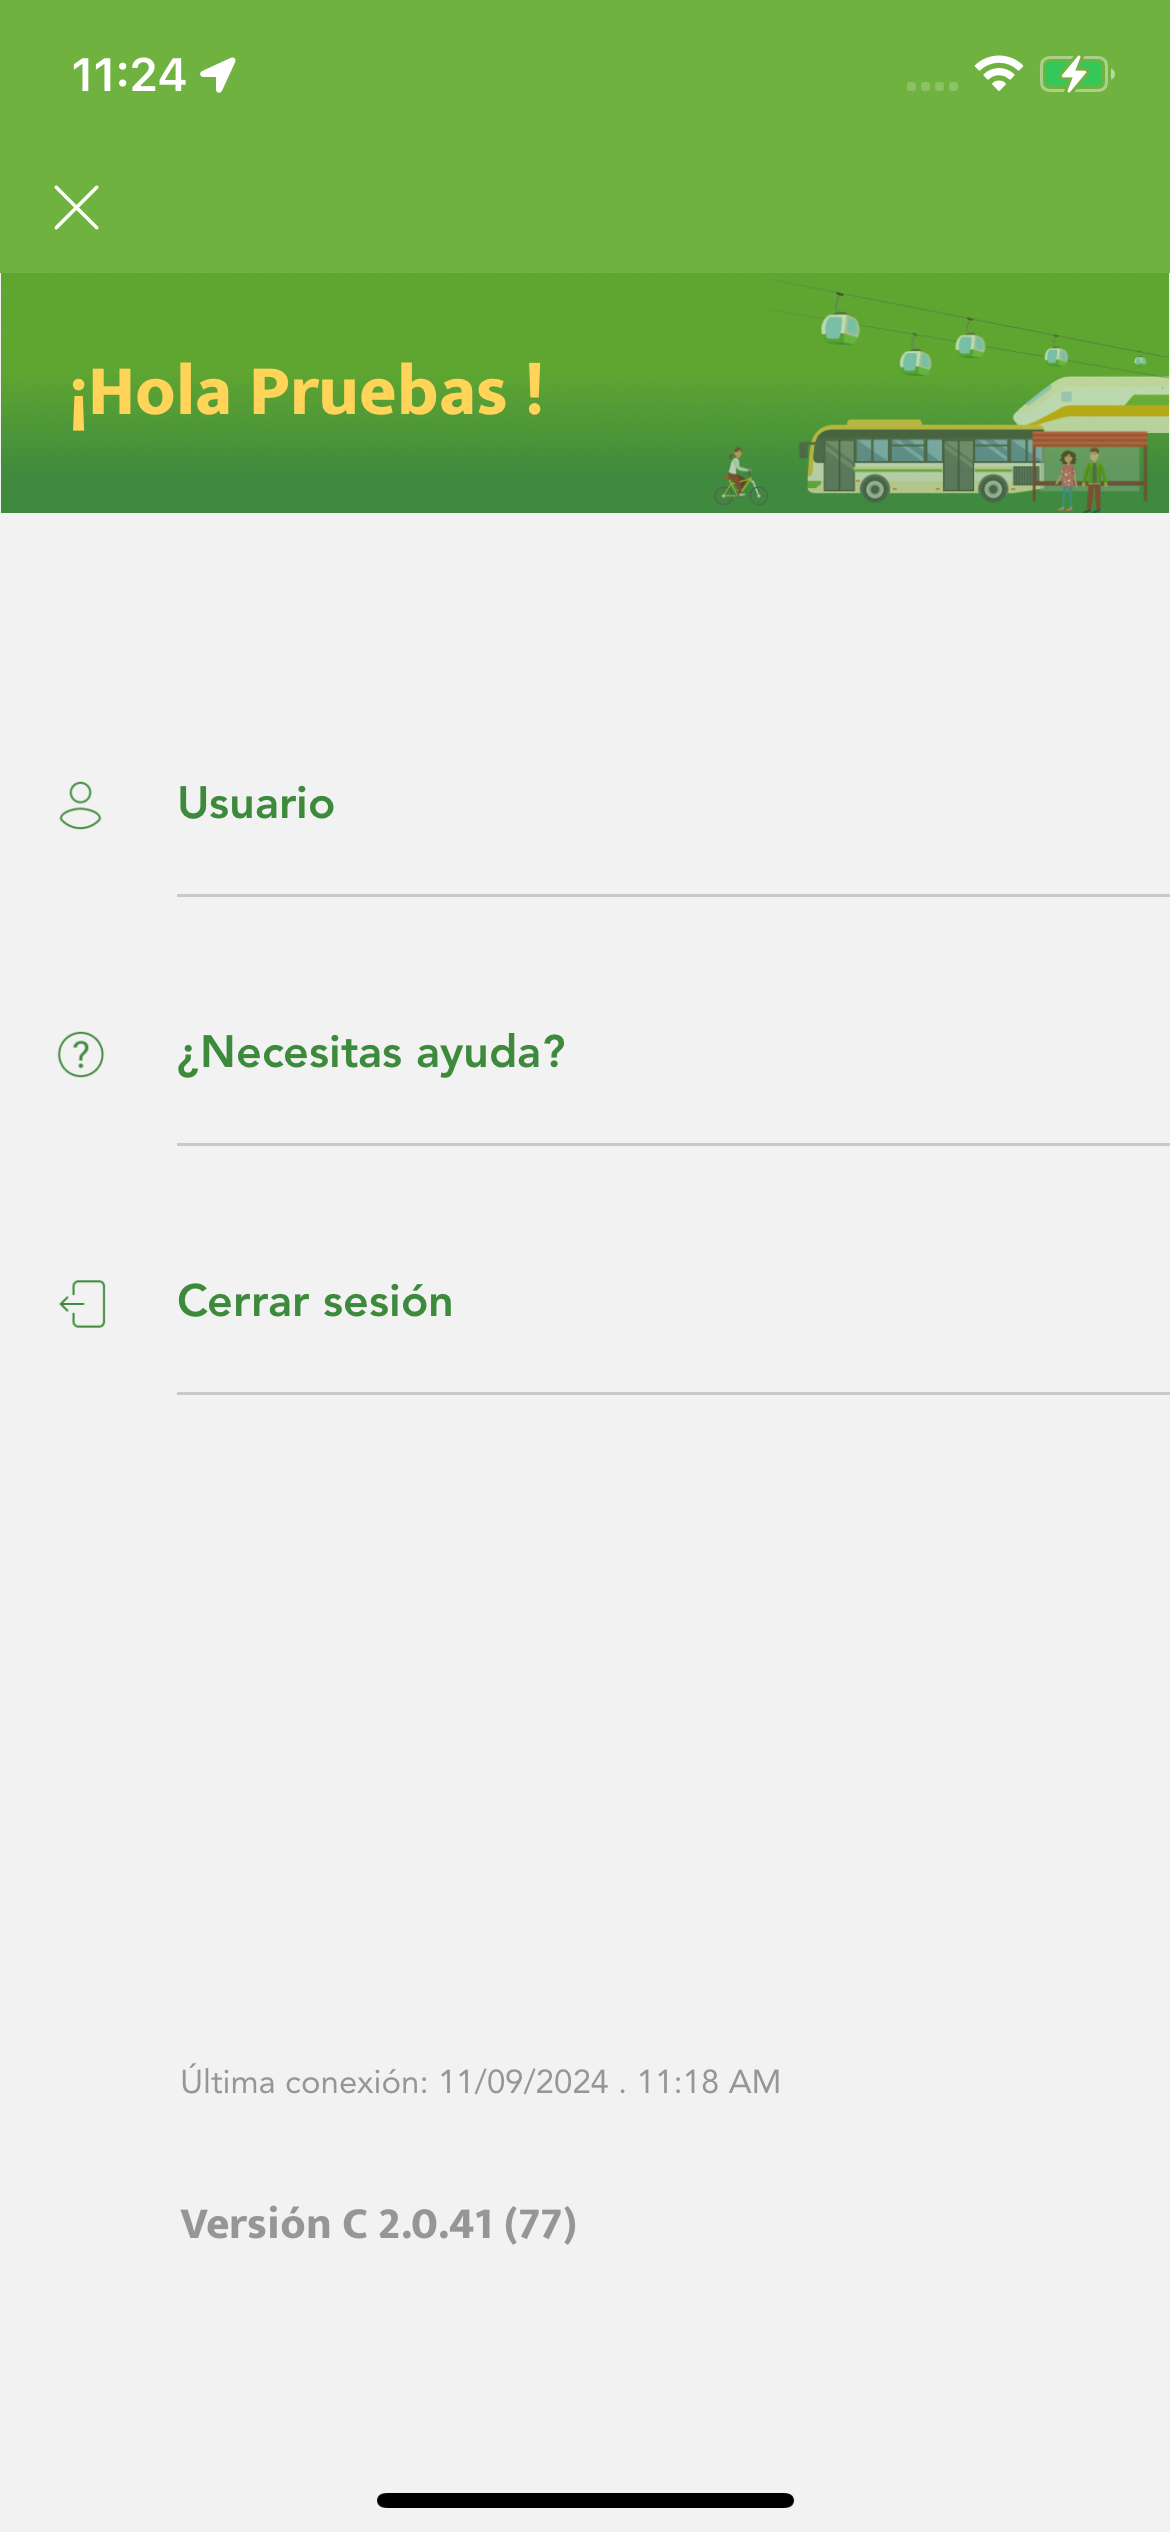 11:24
¡Hola Pruebas !
Usuario
¿Necesitas ayuda?
Cerrar sesión
Última conexión: 11/09/2024 . 11:18 AM
Versión C 2.0.41 (77)